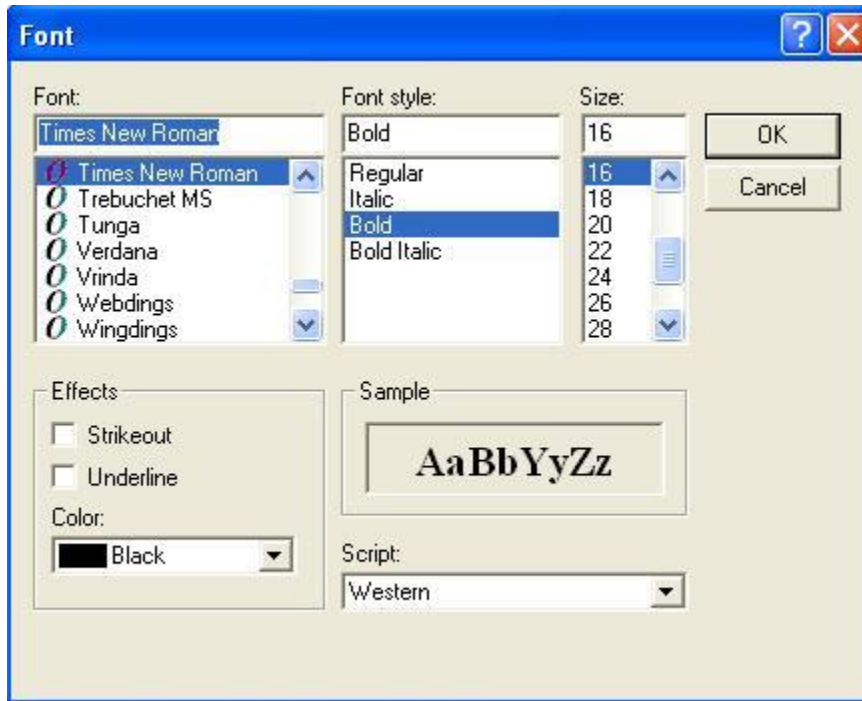 Font
Font:
Times New Roman
Times New Roman
Trebuchet MS
Tunga
Verdana
Vrinda
Webdings
Wingdings
Font style:
Bold
Regular
Italic
Bold
Bold Italic
Size:
16
16
18
20
22
24
26
28
OK
Cancel
Effects
Strikeout
Underline
Color:
Black
Sample
AaBbYyZz
Script:
Western